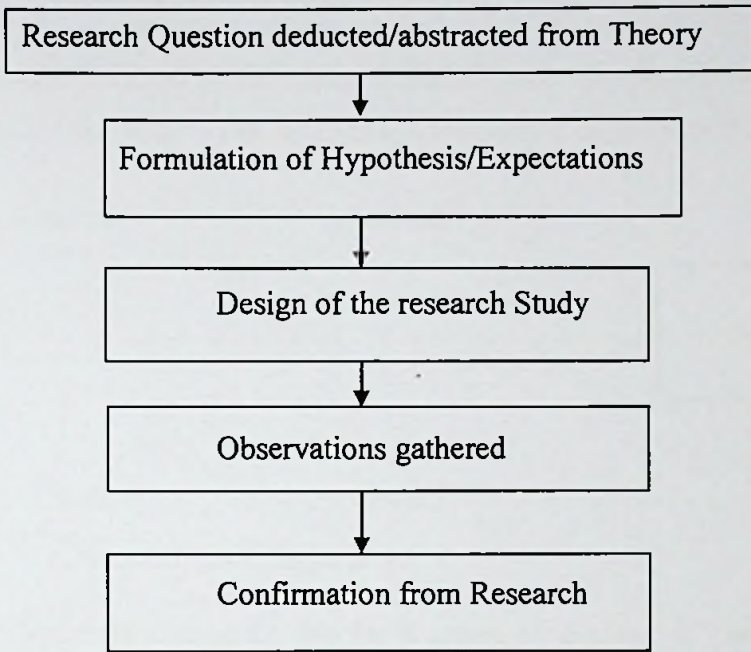 Research Question deducted/abstracted from Theory
Formulation of Hypothesis/Expectations
Design of the research Study
Observations gathered
Confirmation from Research